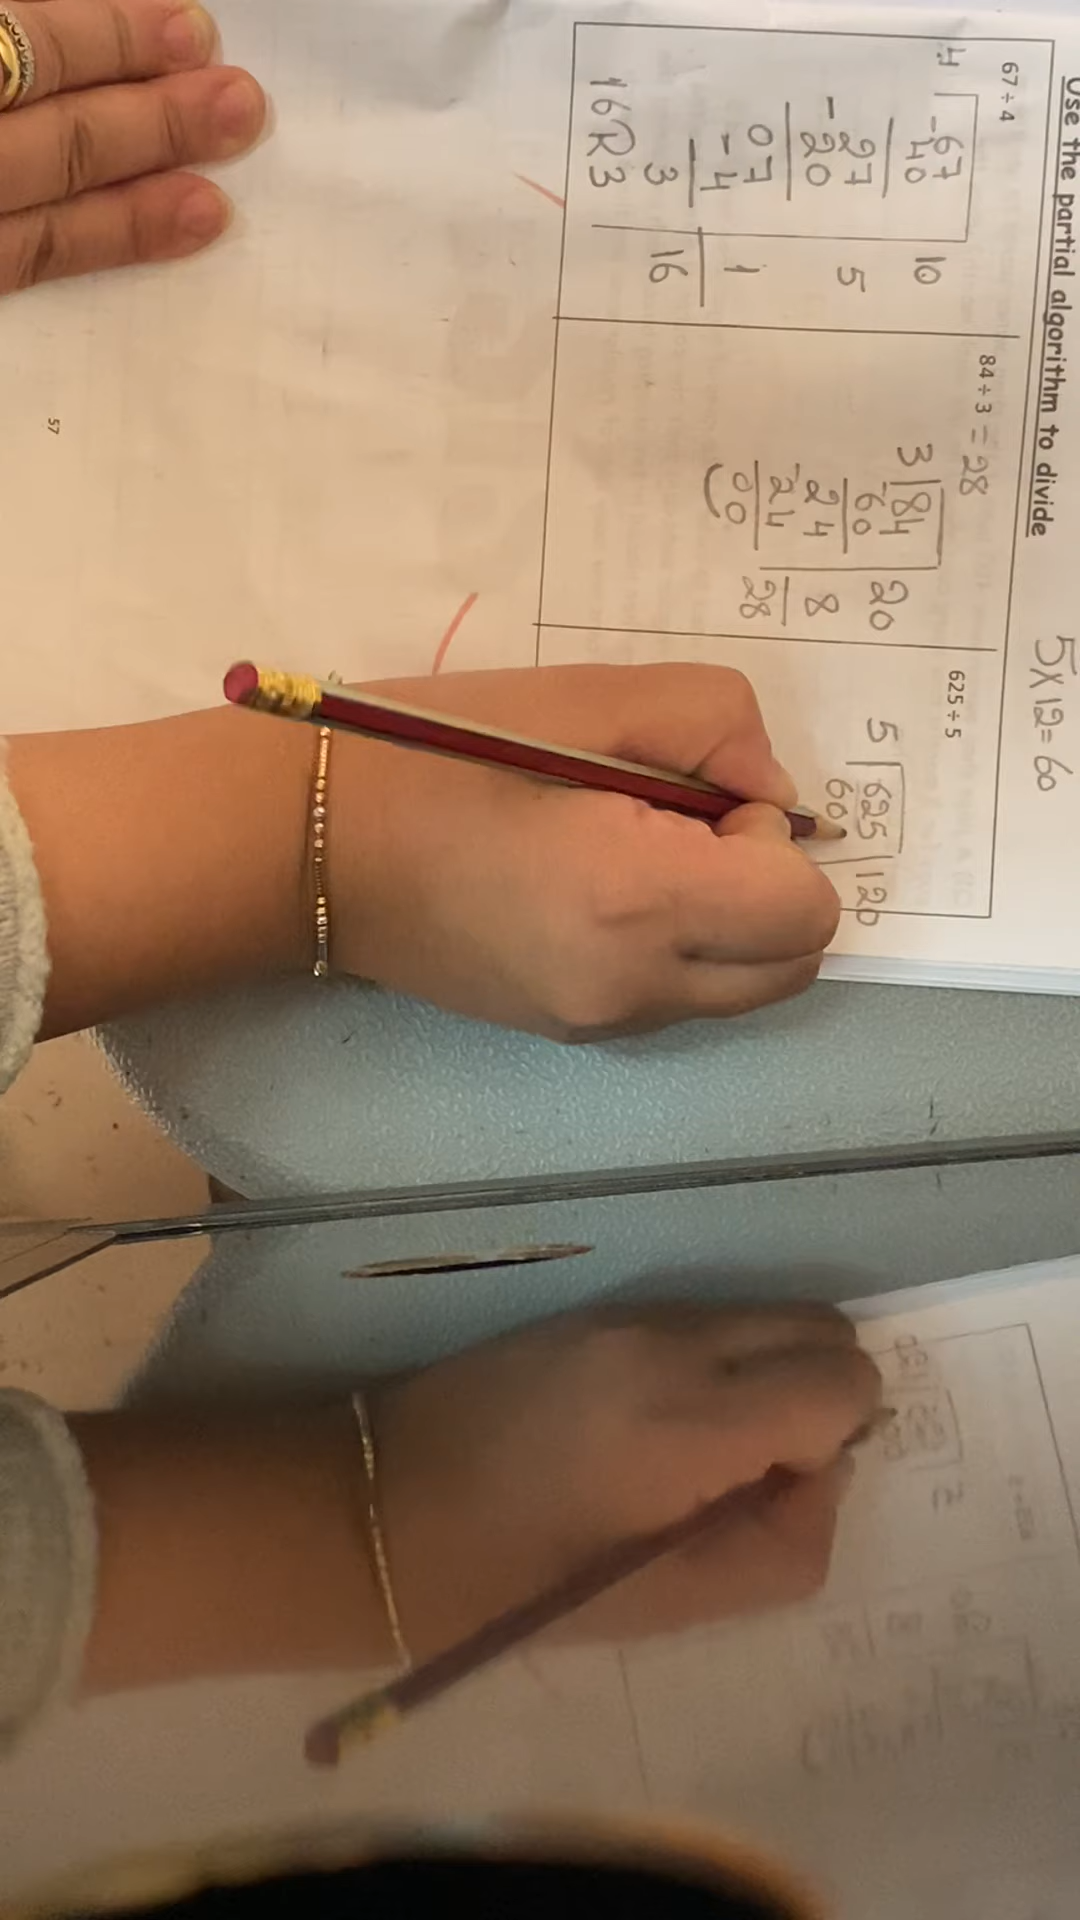 Use the partial algorithm to divide
5X12=60
67 ÷ 4
4 67
-40 10
27
-20 5
07
-4 1
3 16
16R3
84 ÷ 3 = 28
3 84
-60 20
24 8
-24
00 28
625 ÷ 5
5 625 120
60
57